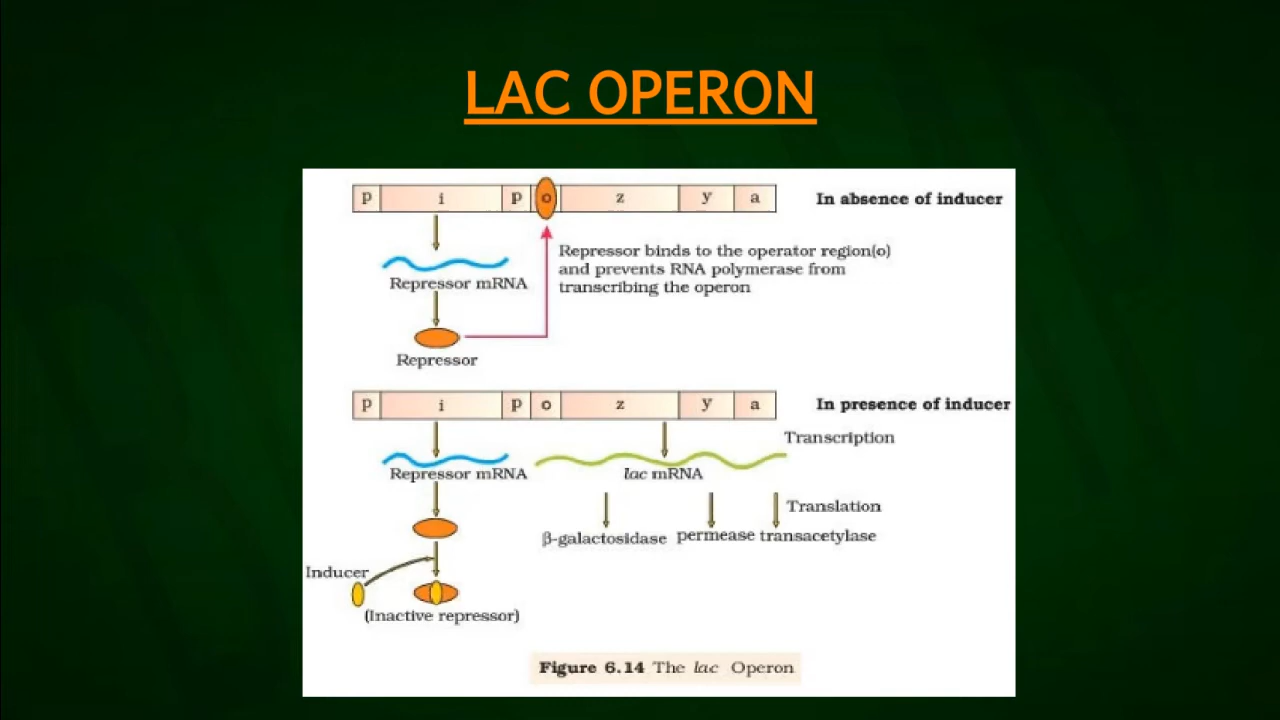 LAC OPERON
p i p o z y a In absence of inducer
Repressor binds to the operator region(o)
and prevents RNA polymerase from
transcribing the operon
Repressor mRNA
Repressor
p i p o z y a In presence of inducer
Transcription
Repressor mRNA lac mRNA
Translation
β-galactosidase permease transacetylase
Inducer
(Inactive repressor)
Figure 6.14 The lac Operon